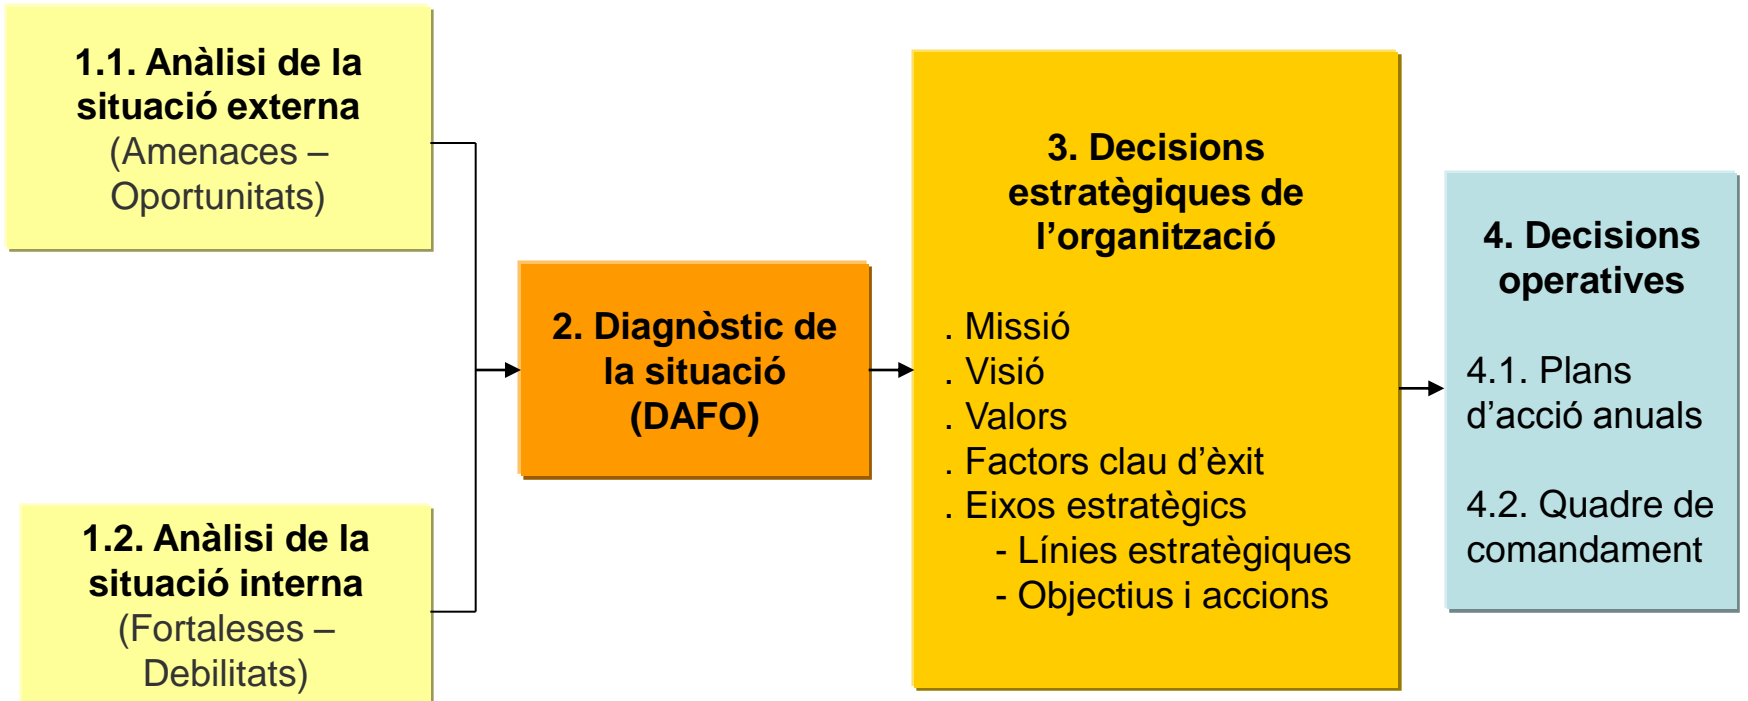 1.1. Anàlisi de la
situació externa
(Amenaces –
Oportunitats)
1.2. Anàlisi de la
situació interna
(Fortaleses –
Debilitats)
2. Diagnòstic de
la situació
(DAFO)
3. Decisions
estratègiques de
l’organització
. Missió
. Visió
. Valors
. Factors clau d’èxit
. Eixos estratègics
- Línies estratègiques
- Objectius i accions
4. Decisions
operatives
4.1. Plans
d’acció anuals
4.2. Quadre de
comandament